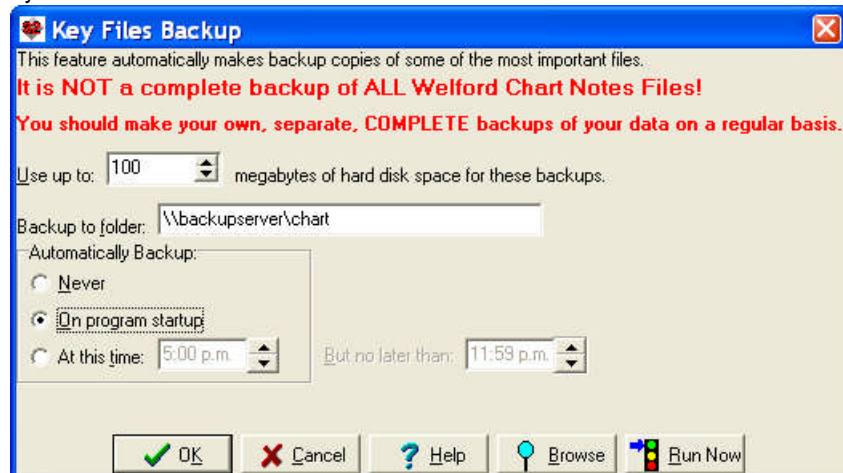 Key Files Backup
This feature automatically makes backup copies of some of the most important files.
It is NOT a complete backup of ALL Welford Chart Notes Files!
You should make your own, separate, COMPLETE backups of your data on a regular basis.
Use up to: 100 megabytes of hard disk space for these backups.
Backup to folder: \\backupserver\chart
Automatically Backup:
Never
On program startup
At this time: 5:00 p.m. But no later than: 11:59 p.m.
OK Cancel Help Browse Run Now